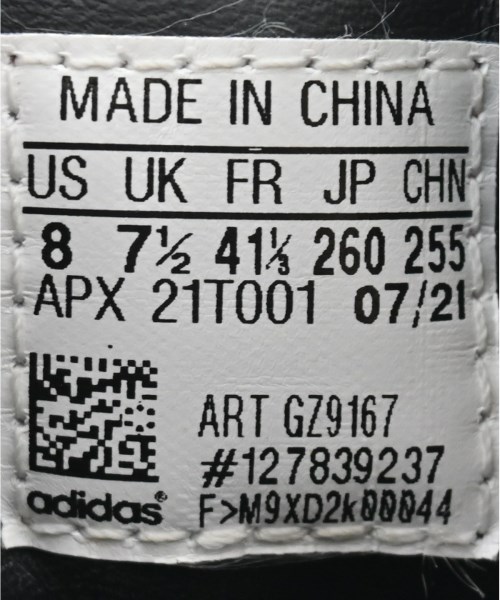 MADE IN CHINA
US UK FR JP CHN
8 7½ 41⅓ 260 255
APX 21T001 07/21
ART GZ9167
#127839237
adidas® F>M9XD2k00044